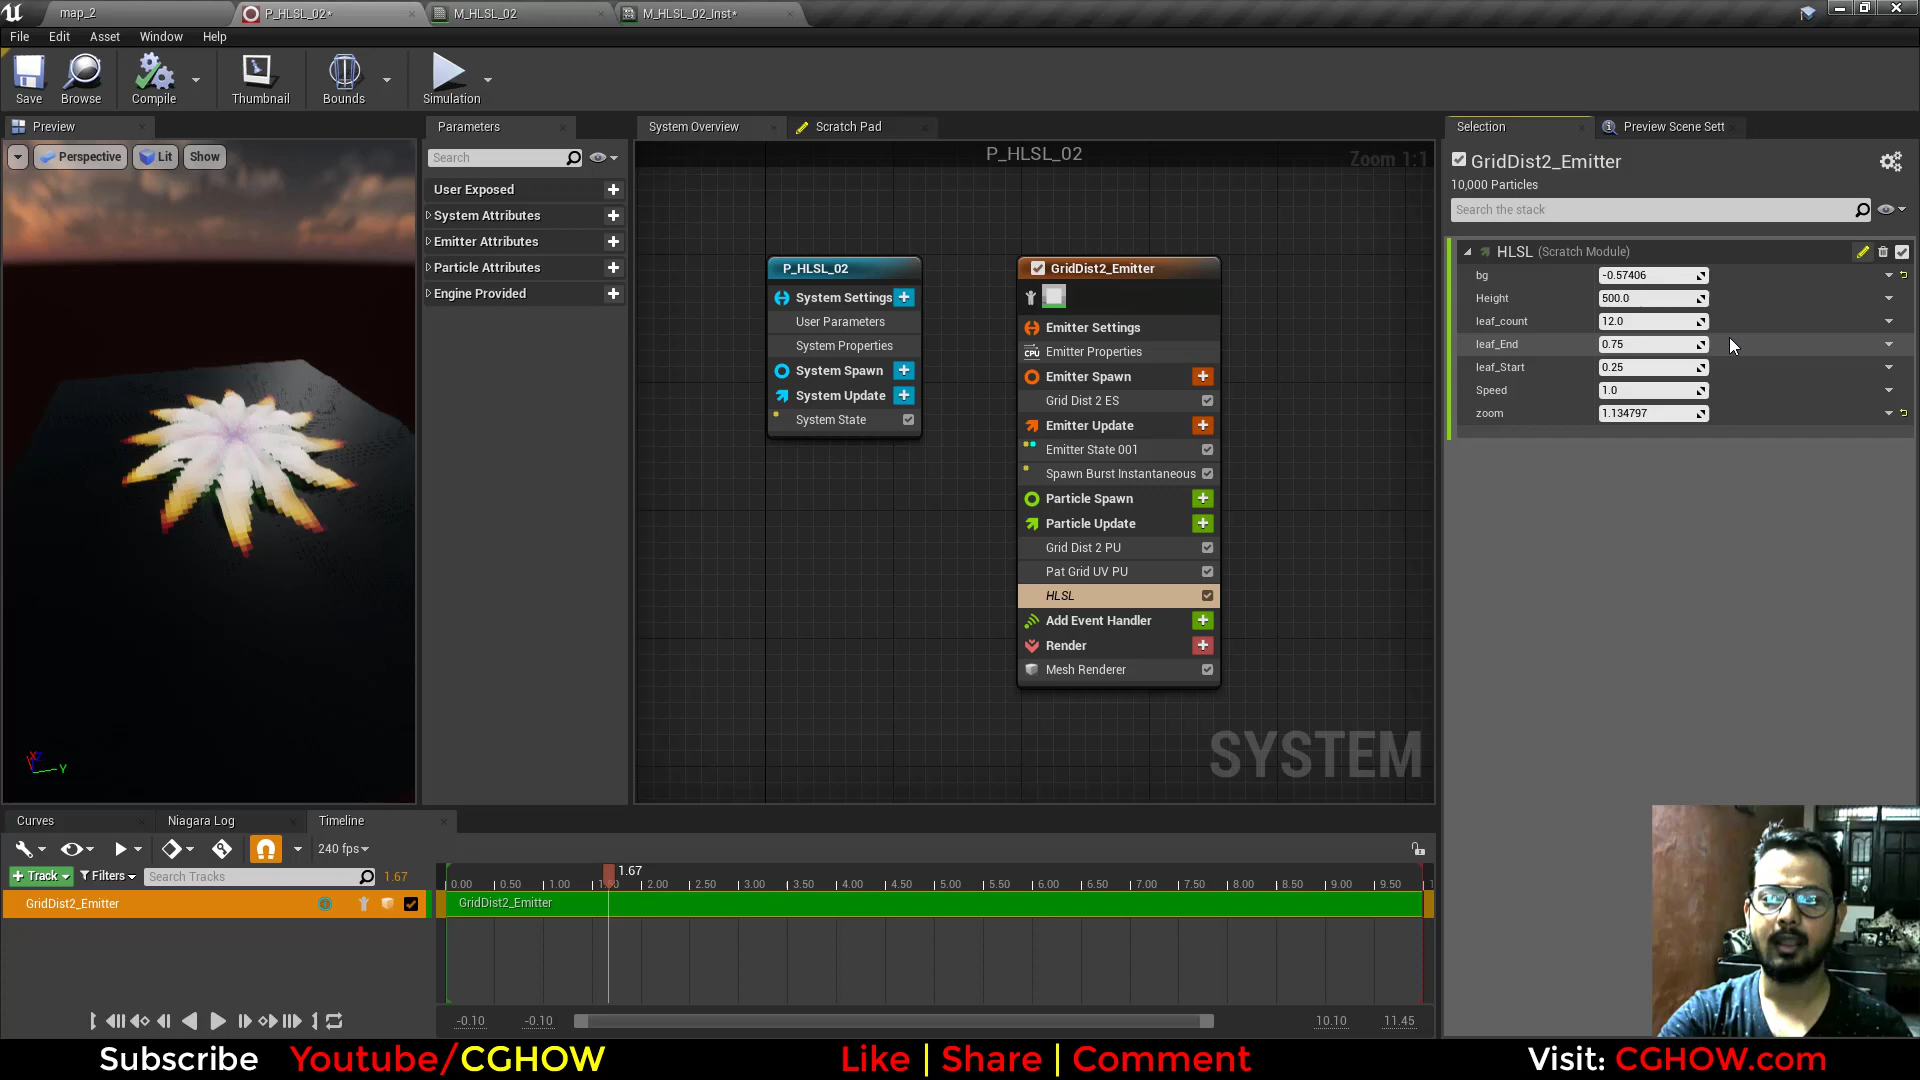 map_2
P_HLSL_02*
M_HLSL_02
M_HLSL_02_Inst*
File
Edit
Asset
Window
Help
Save
Browse
Compile
Thumbnail
Bounds
Simulation
Preview
Parameters
System Overview
Scratch Pad
Selection
Preview Scene Sett
Perspective
Lit
Show
Search
User Exposed
System Attributes
Emitter Attributes
Particle Attributes
Engine Provided
P_HLSL_02
Zoom 1:1
P_HLSL_02
System Settings
User Parameters
System Properties
System Spawn
System Update
System State
GridDist2_Emitter
Emitter Settings
CPU
Emitter Properties
Emitter Spawn
Grid Dist 2 ES
Emitter Update
Emitter State 001
Spawn Burst Instantaneous
Particle Spawn
Particle Update
Grid Dist 2 PU
Pat Grid UV PU
HLSL
Add Event Handler
Render
Mesh Renderer
SYSTEM
GridDist2_Emitter
10,000 Particles
Search the stack
HLSL (Scratch Module)
bg -0.57406
Height 500.0
leaf_count 12.0
leaf_End 0.75
leaf_Start 0.25
Speed 1.0
zoom 1.134797
Y
Curves
Niagara Log
Timeline
240 fps
Track
Filters
Search Tracks
1.67
1.67
0.00 0.50 1.00 2.00 2.50 3.00 3.50 4.00 4.50 5.00 5.50 6.00 6.50 7.00 7.50 8.00 8.50 9.00 9.50
GridDist2_Emitter
GridDist2_Emitter
-0.10
-0.10
10.10
11.45
Subscribe Youtube/CGHOW
Like | Share | Comment
Visit: CGHOW.com